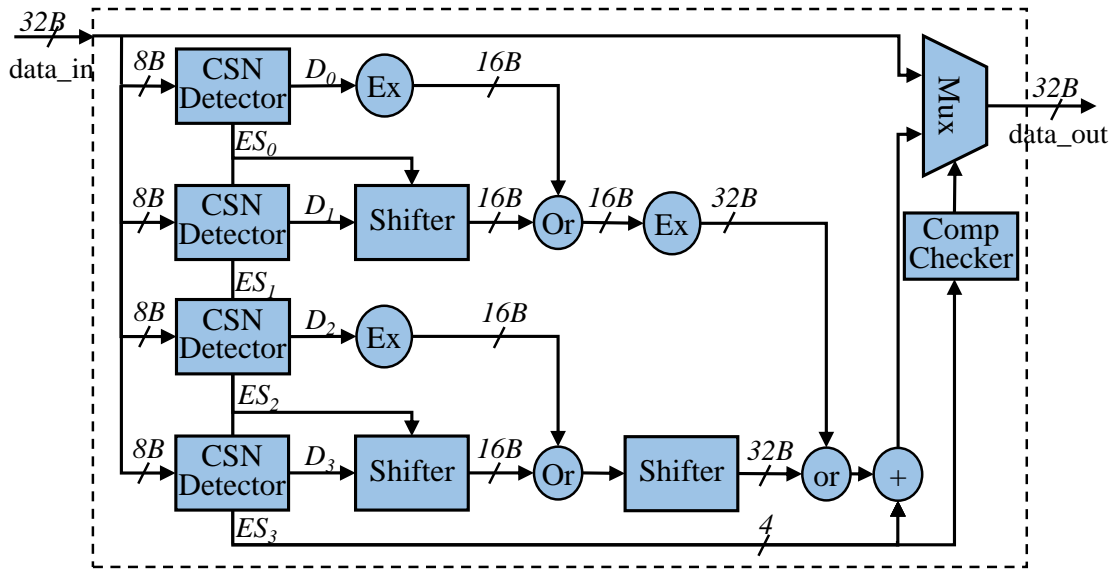 32B
data_in
8B
CSN
Detector
D0
Ex
16B
Mux
32B
data_out
ES0
8B
CSN
Detector
D1
Shifter
16B
Or
16B
Ex
32B
Comp
Checker
ES1
8B
CSN
Detector
D2
Ex
16B
ES2
8B
CSN
Detector
D3
Shifter
16B
Or
Shifter
32B
or
+
ES3
4